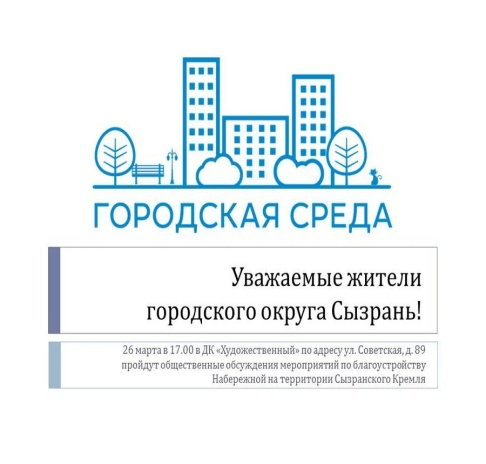 ГОРОДСКАЯ СРЕДА
Уважаемые жители
городского округа Сызрань!
26 марта в 17.00 в ДК «Художественный» по адресу ул. Советская, д. 89
пройдут общественные обсуждения мероприятий по благоустройству
Набережной на территории Сызранского Кремля